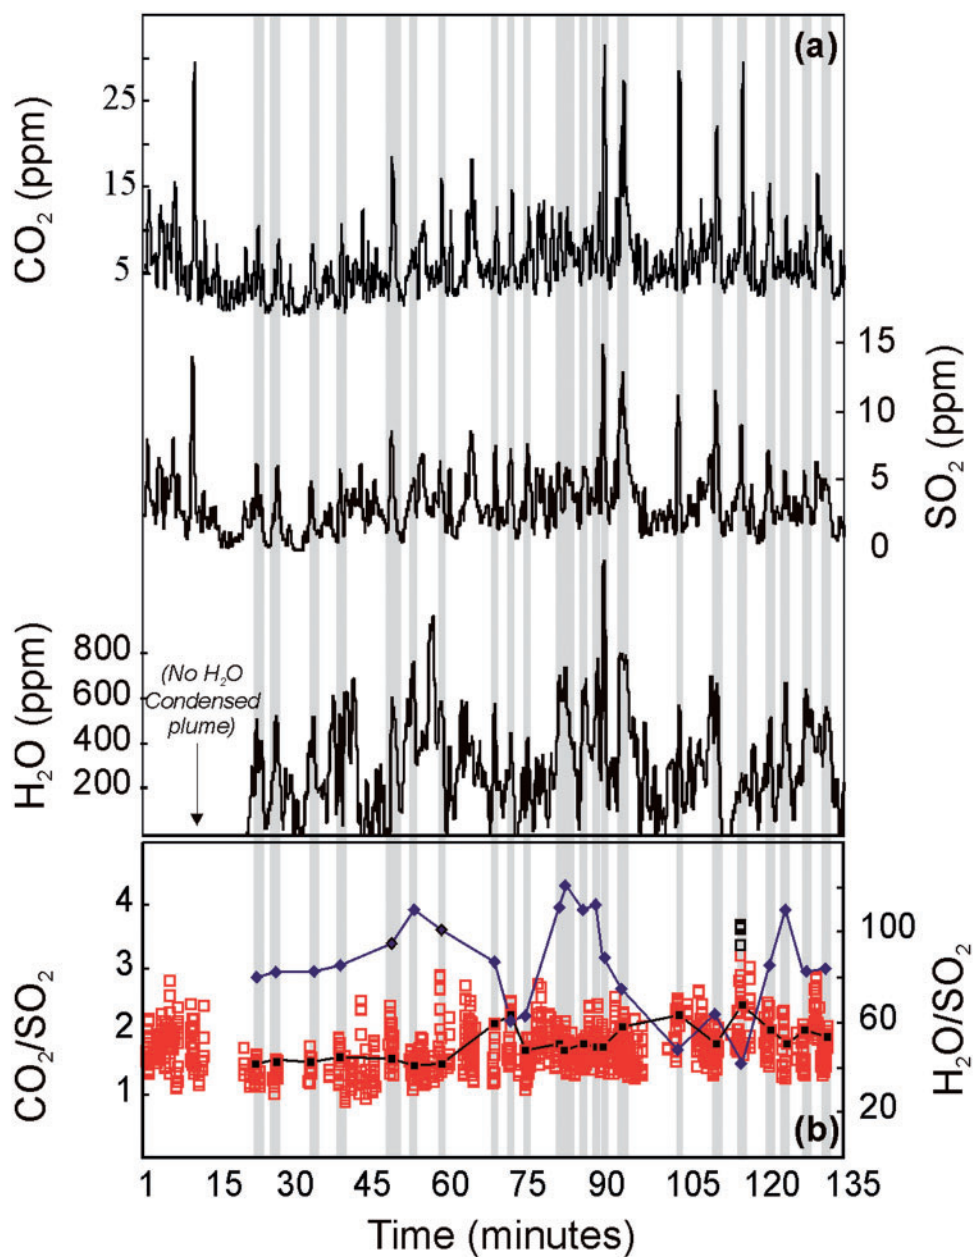 (a)
CO₂ (ppm)
25
15
5
SO₂ (ppm)
15
10
5
0
H₂O (ppm)
800
600
400
200
(No H₂O
Condensed
plume)
CO₂/SO₂
4
3
2
1
H₂O/SO₂
100
60
20
(b)
1 15 30 45 60 75 90 105 120 135
Time (minutes)